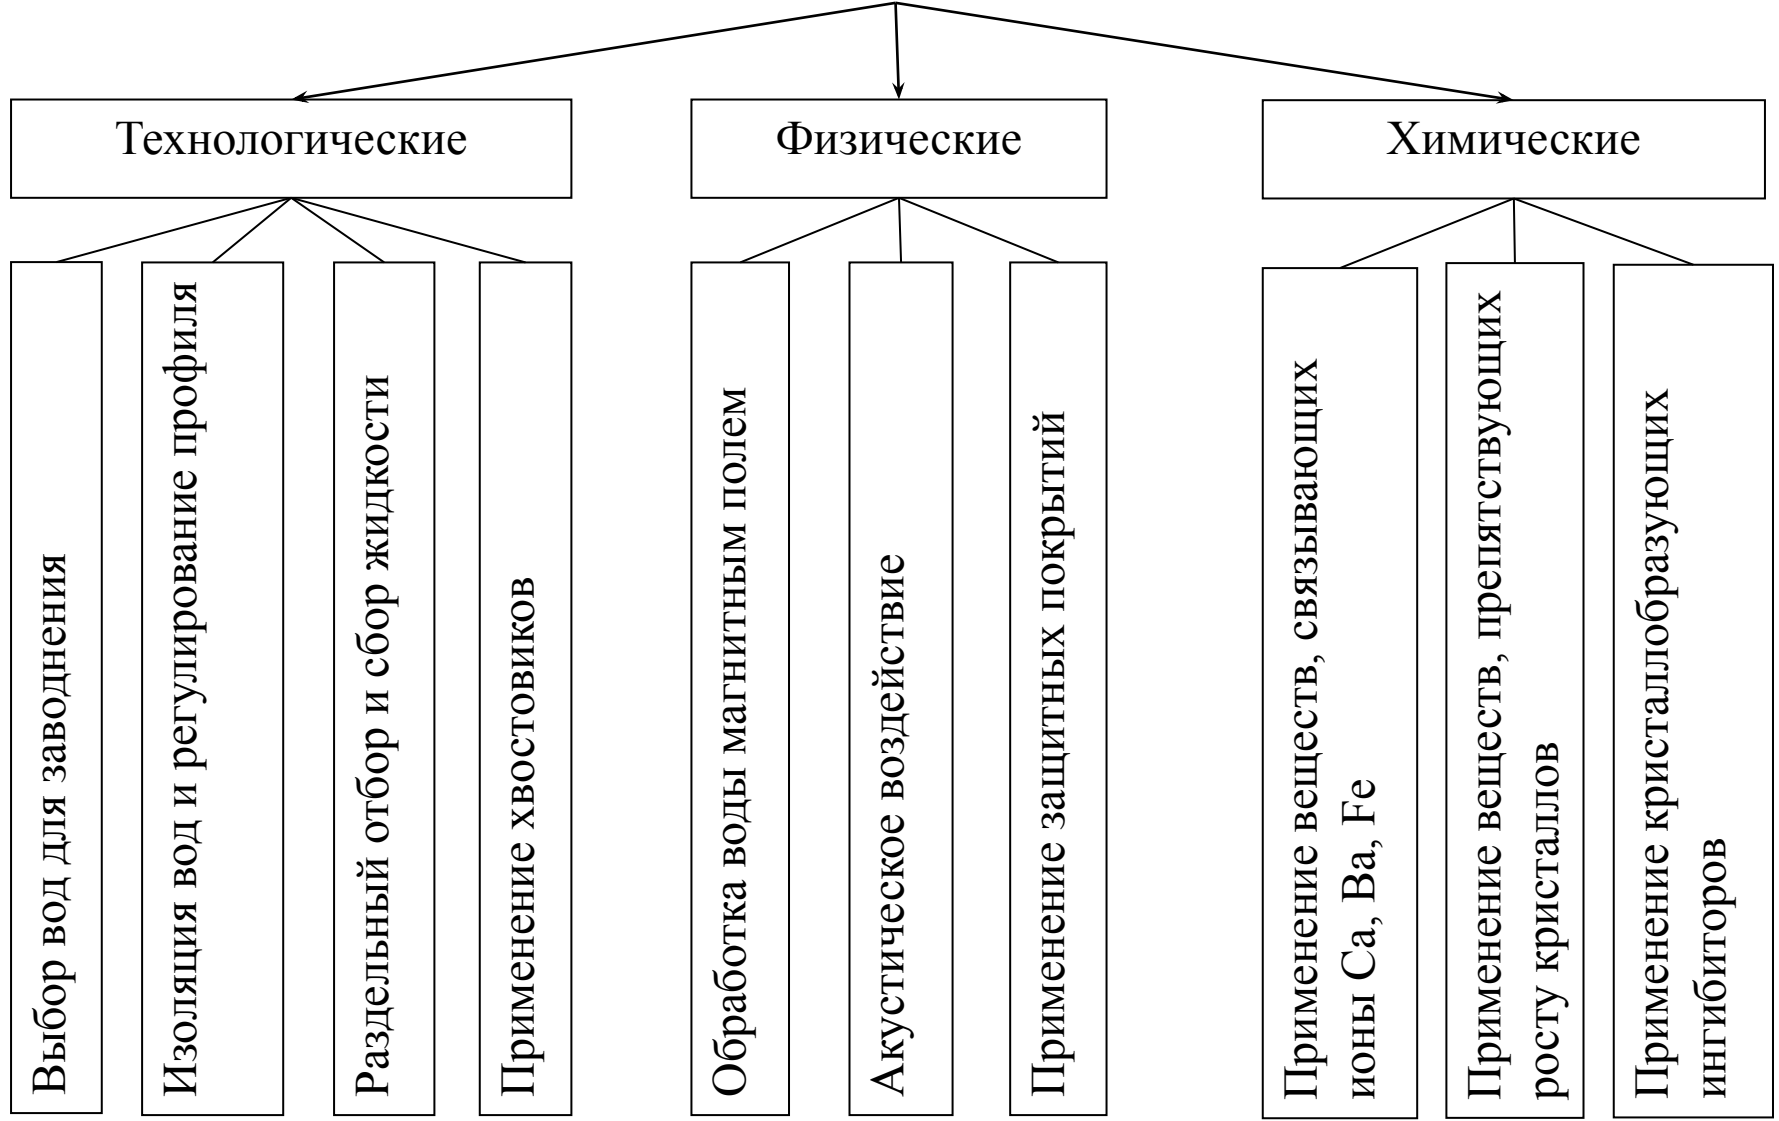 Технологические
Физические
Химические
Выбор вод для заводнения
Изоляция вод и регулирование профиля
Раздельный отбор и сбор жидкости
Применение хвостовиков
Обработка воды магнитным полем
Акустическое воздействие
Применение защитных покрытий
Применение веществ, связывающих
ионы Ca, Ba, Fe
Применение веществ, препятствующих
росту кристаллов
Применение кристаллобразующих
ингибиторов